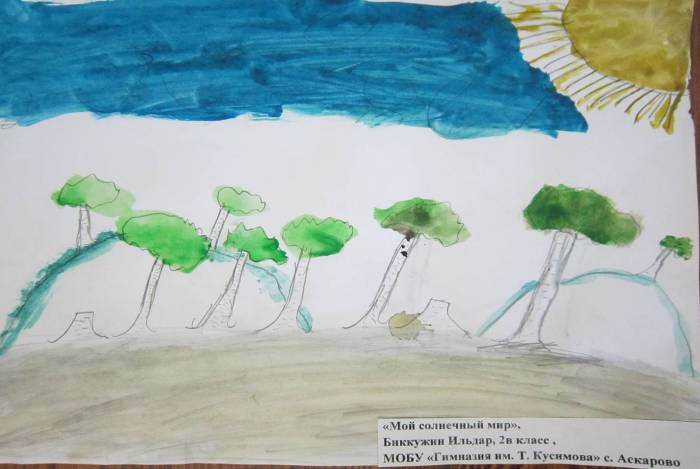 «Мой солнечный мир»,
Биккужин Ильдар, 2в класс ,
МОБУ «Гимназия им. Т. Кусимова» с. Аскарово